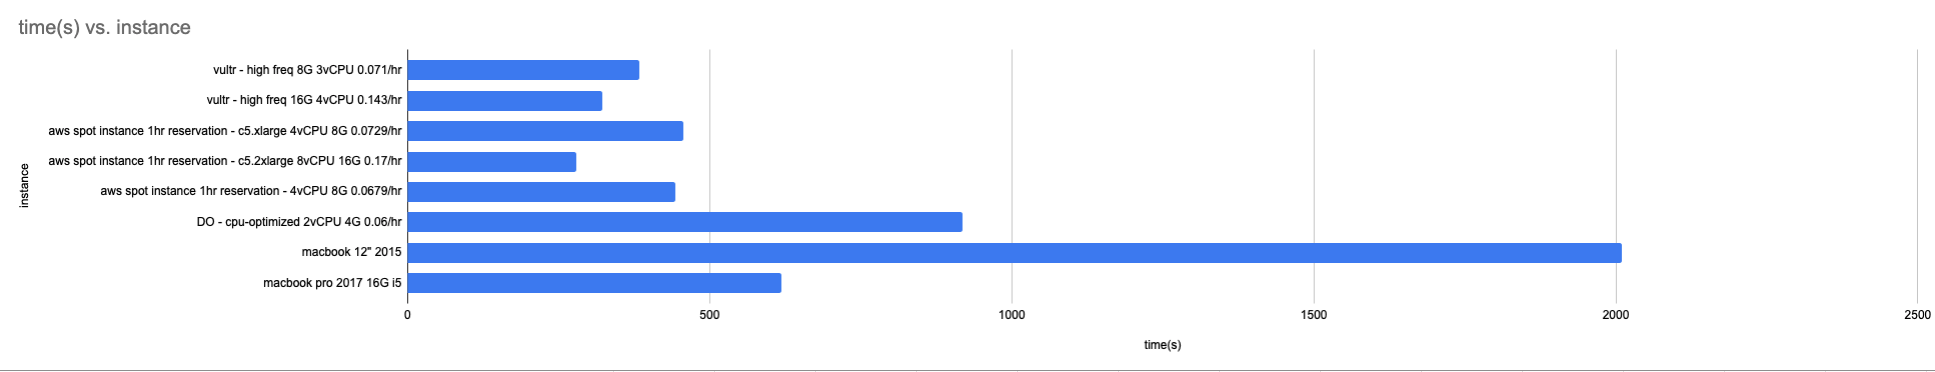 time(s) vs. instance
vultr - high freq 8G 3vCPU 0.071/hr
vultr - high freq 16G 4vCPU 0.143/hr
aws spot instance 1hr reservation - c5.xlarge 4vCPU 8G 0.0729/hr
aws spot instance 1hr reservation - c5.2xlarge 8vCPU 16G 0.17/hr
aws spot instance 1hr reservation - 4vCPU 8G 0.0679/hr
DO - cpu-optimized 2vCPU 4G 0.06/hr
macbook 12" 2015
macbook pro 2017 16G i5
instance
0 500 1000 1500 2000 2500
time(s)